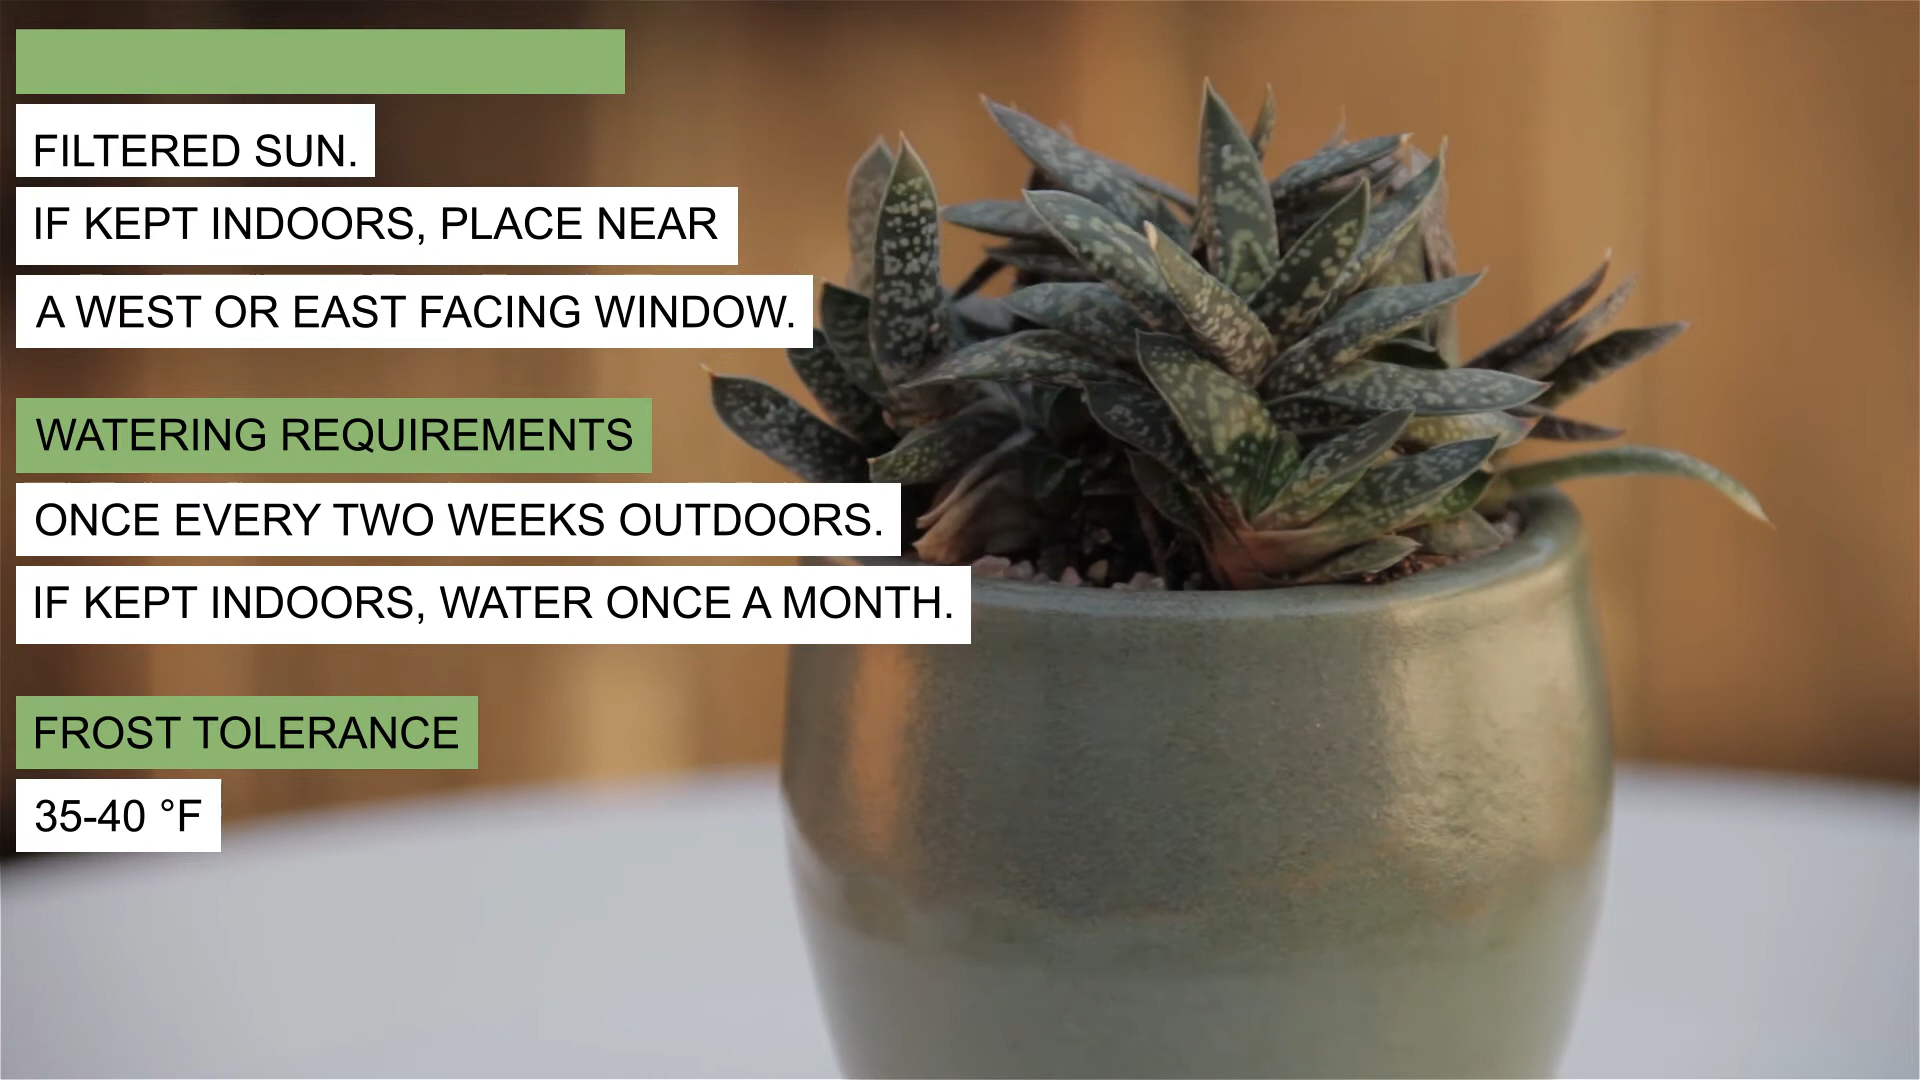 FILTERED SUN.
IF KEPT INDOORS, PLACE NEAR
A WEST OR EAST FACING WINDOW.
WATERING REQUIREMENTS
ONCE EVERY TWO WEEKS OUTDOORS.
IF KEPT INDOORS, WATER ONCE A MONTH.
FROST TOLERANCE
35-40 °F